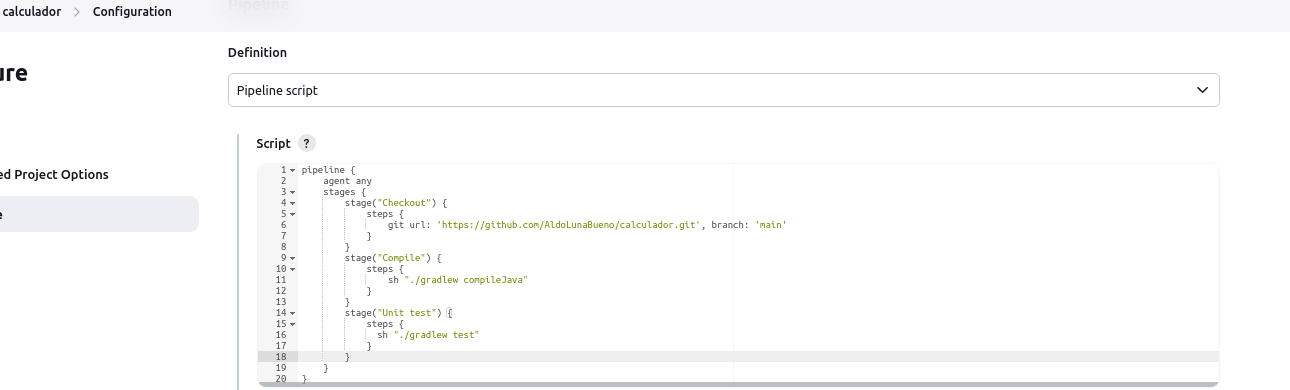 calculador > Configuration
Pipeline
ure
Definition
Pipeline script
ed Project Options
e
Script ?
1 pipeline {
2     agent any
3     stages {
4         stage("Checkout") {
5             steps {
6                 git url: 'https://github.com/AldoLunaBueno/calculador.git', branch: 'main'
7             }
8         }
9         stage("Compile") {
10             steps {
11                 sh "./gradlew compileJava"
12             }
13         }
14         stage("Unit test") {
15             steps {
16               sh "./gradlew test"
17             }
18         }
19     }
20 }